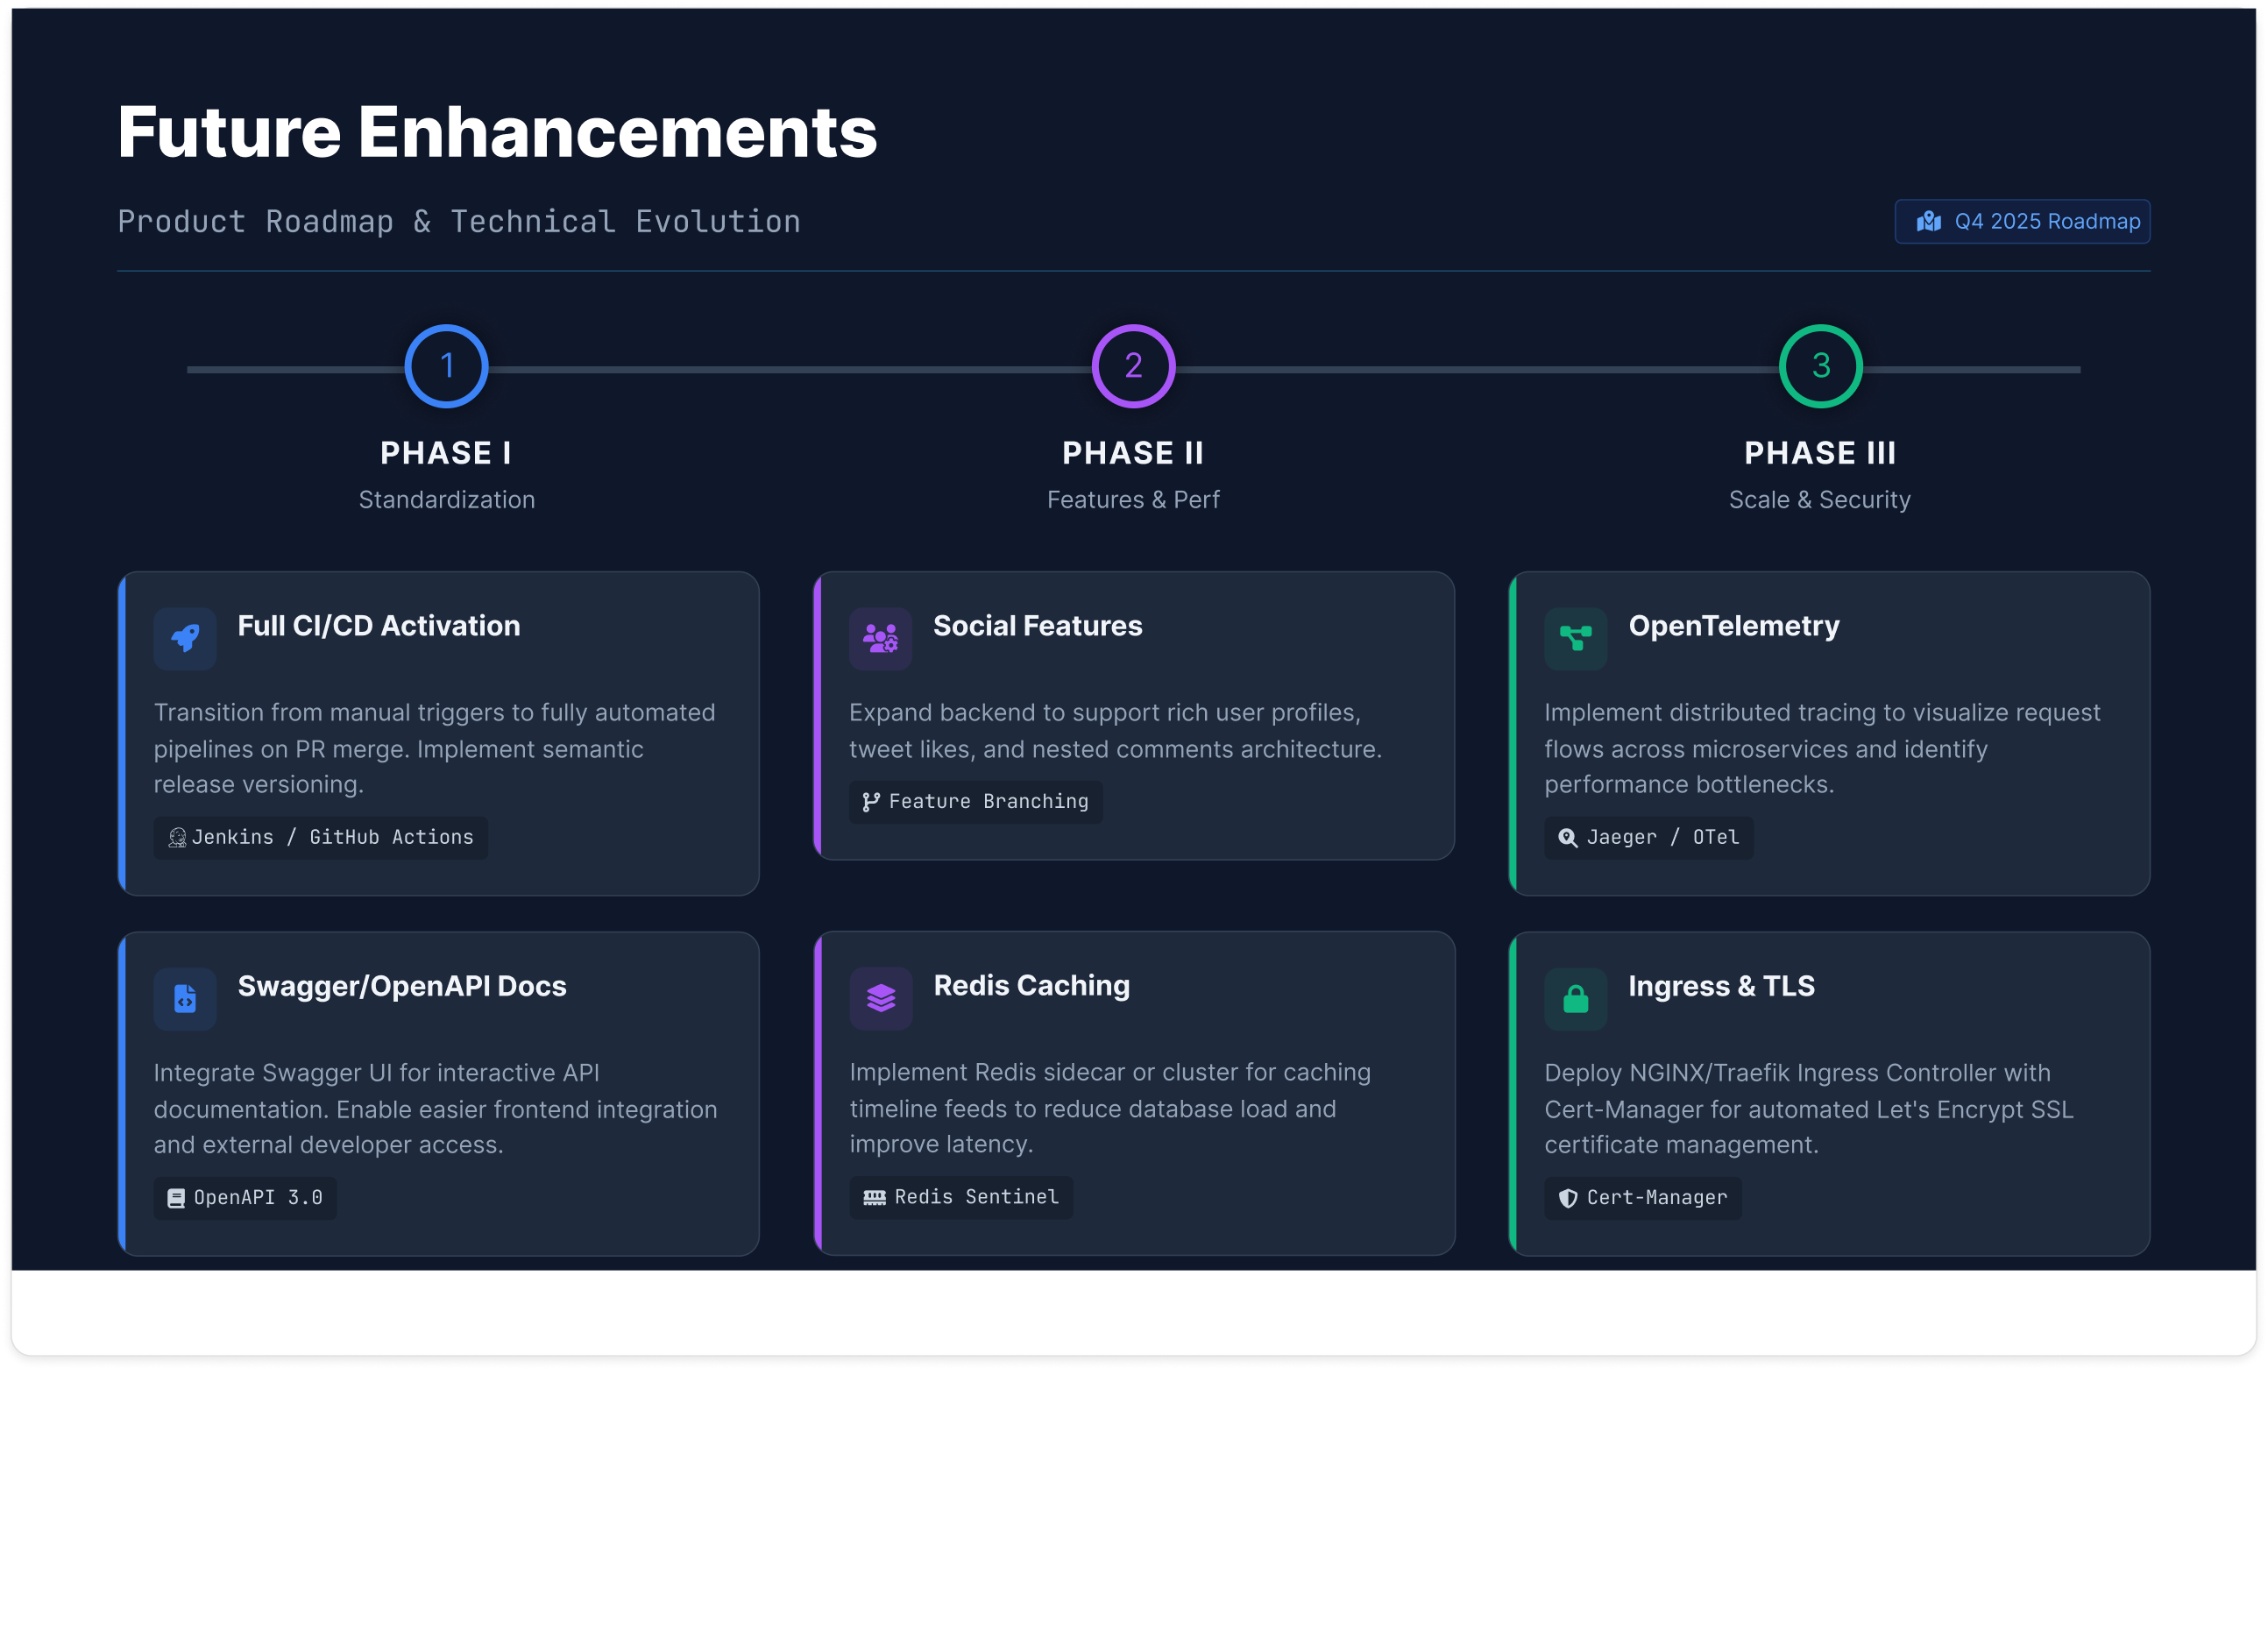 Future Enhancements
Product Roadmap & Technical Evolution
Q4 2025 Roadmap
1
PHASE I
Standardization
2
PHASE II
Features & Perf
3
PHASE III
Scale & Security
Full CI/CD Activation
Transition from manual triggers to fully automated
pipelines on PR merge. Implement semantic
release versioning.
Jenkins / GitHub Actions
Swagger/OpenAPI Docs
Integrate Swagger UI for interactive API
documentation. Enable easier frontend integration
and external developer access.
OpenAPI 3.0
Social Features
Expand backend to support rich user profiles,
tweet likes, and nested comments architecture.
Feature Branching
Redis Caching
Implement Redis sidecar or cluster for caching
timeline feeds to reduce database load and
improve latency.
Redis Sentinel
OpenTelemetry
Implement distributed tracing to visualize request
flows across microservices and identify
performance bottlenecks.
Jaeger / OTel
Ingress & TLS
Deploy NGINX/Traefik Ingress Controller with
Cert-Manager for automated Let's Encrypt SSL
certificate management.
Cert-Manager